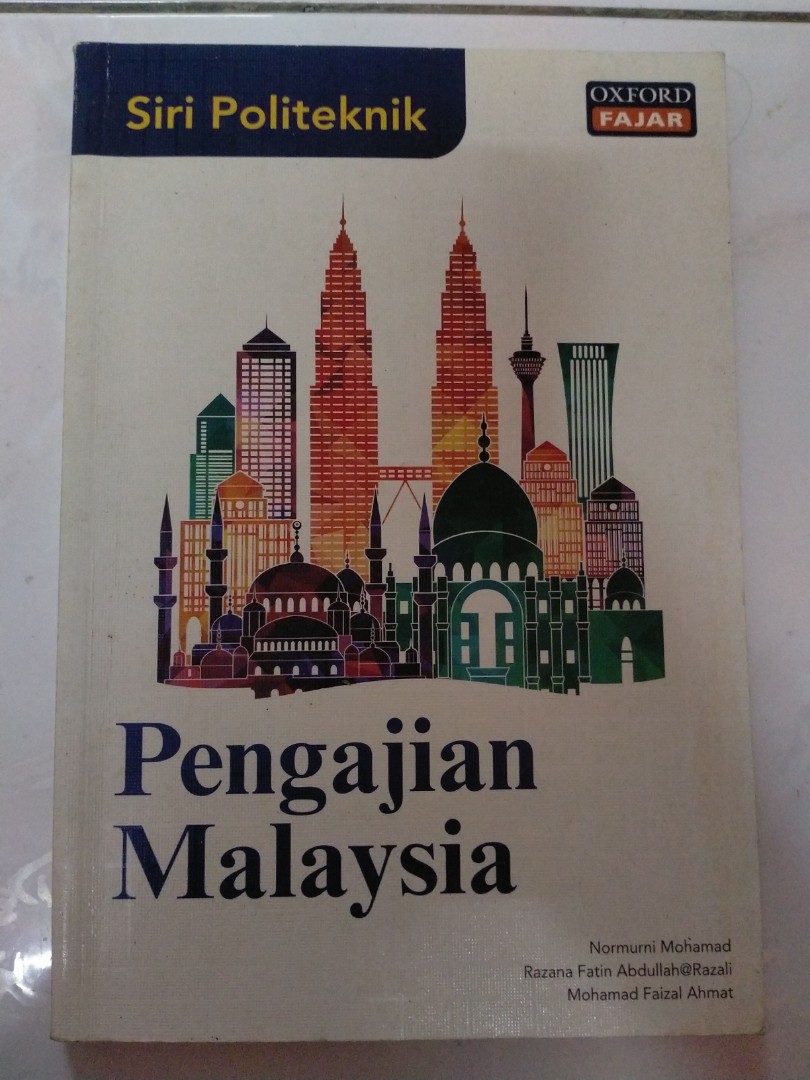 Siri Politeknik
OXFORD
FAJAR
Pengajian
Malaysia
Normurni Mohamad
Razana Fatin Abdullah@Razali
Mohamad Faizal Ahmat